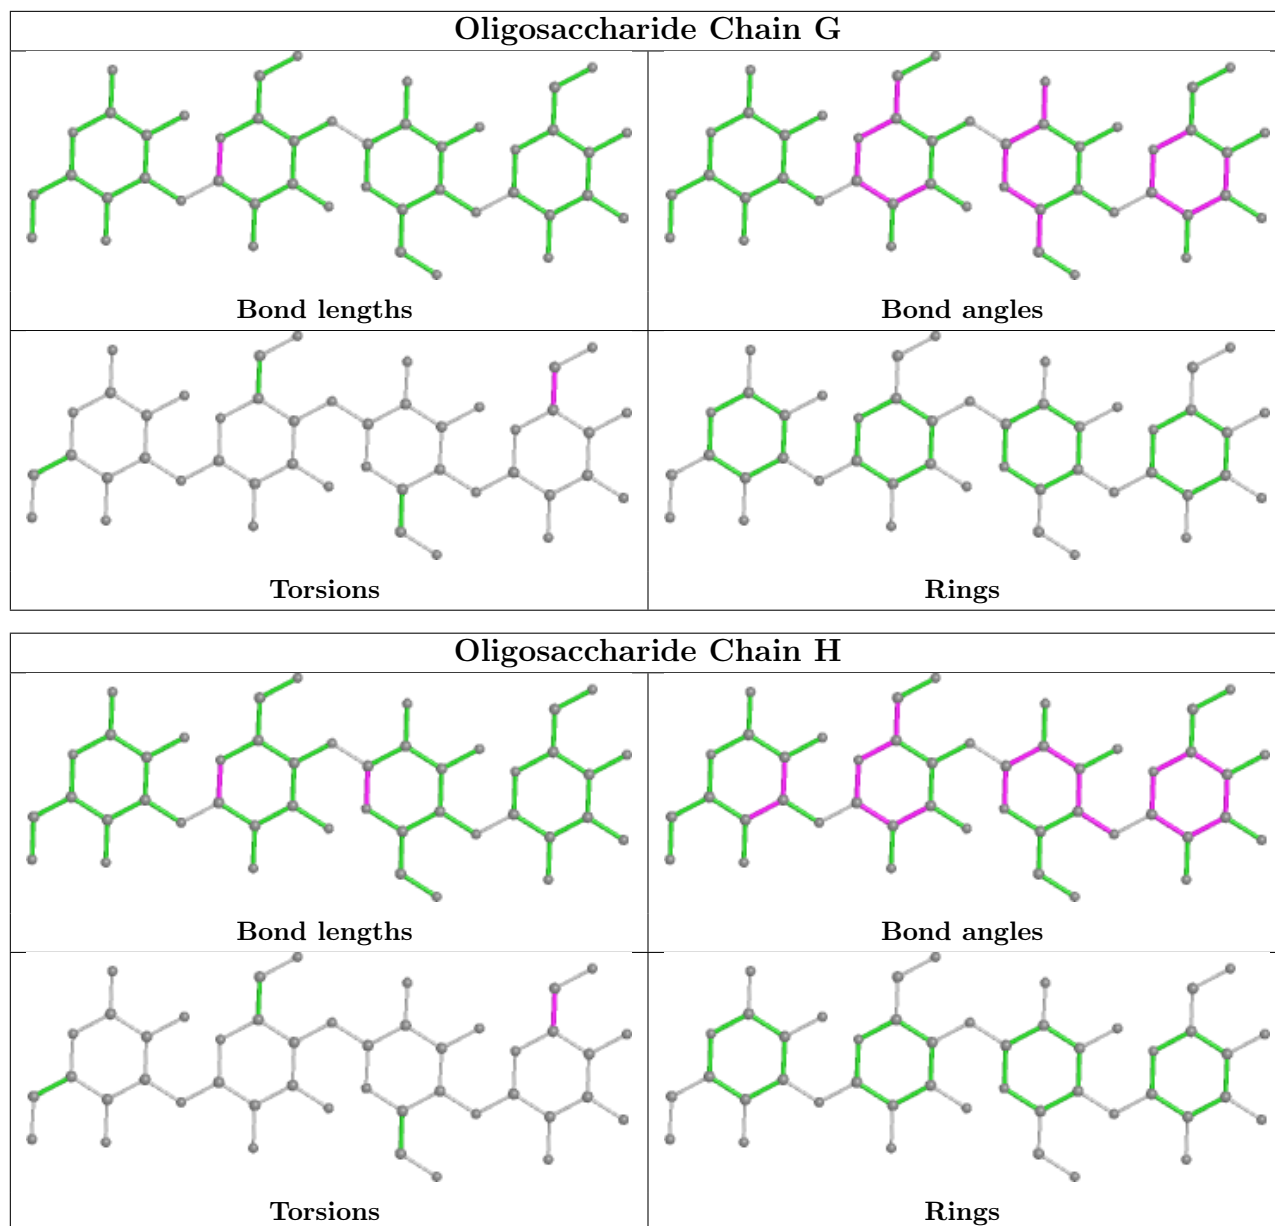 Oligosaccharide Chain G
Bond lengths
Bond angles
Torsions
Rings
Oligosaccharide Chain H
Bond lengths
Bond angles
Torsions
Rings